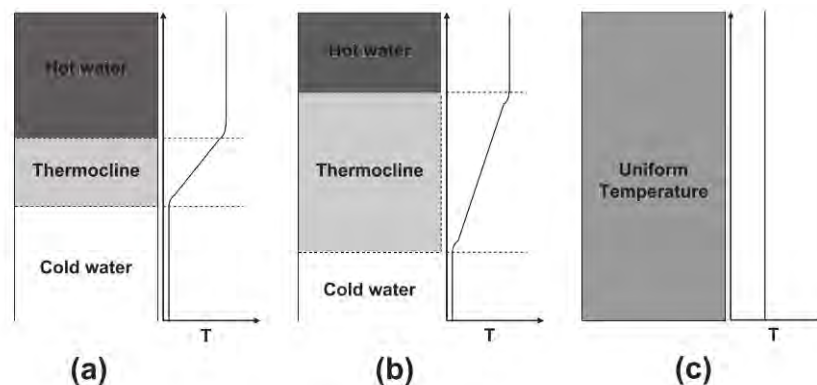 Hot water
Thermocline
Cold water
T
(a)
Hot water
Thermocline
Cold water
T
(b)
Uniform
Temperature
T
(c)